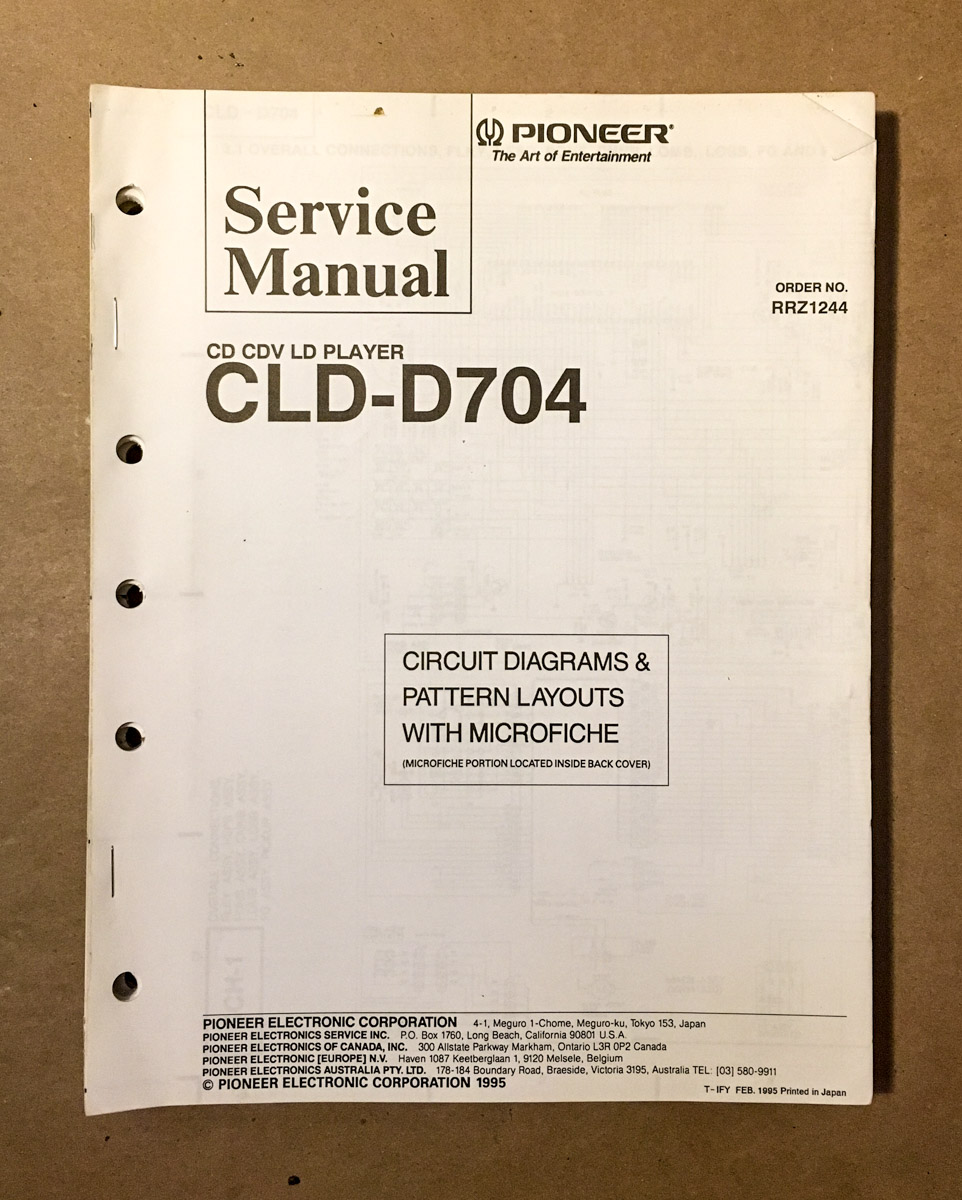 PIONEER®
The Art of Entertainment
Service
Manual
ORDER NO.
RRZ1244
CD CDV LD PLAYER
CLD-D704
CIRCUIT DIAGRAMS &
PATTERN LAYOUTS
WITH MICROFICHE
(MICROFICHE PORTION LOCATED INSIDE BACK COVER)
PIONEER ELECTRONIC CORPORATION 4-1, Meguro 1-Chome, Meguro-ku, Tokyo 153, Japan
PIONEER ELECTRONICS SERVICE INC. P.O. Box 1760, Long Beach, California 90801 U.S.A.
PIONEER ELECTRONICS OF CANADA, INC. 300 Allstate Parkway Markham, Ontario L3R 0P2 Canada
PIONEER ELECTRONIC [EUROPE] N.V. Haven 1087 Keetberglaan 1, 9120 Melsele, Belgium
PIONEER ELECTRONICS AUSTRALIA PTY. LTD. 178-184 Boundary Road, Braeside, Victoria 3195, Australia TEL: [03] 580-9911
© PIONEER ELECTRONIC CORPORATION 1995
T-IFY FEB. 1995 Printed in Japan